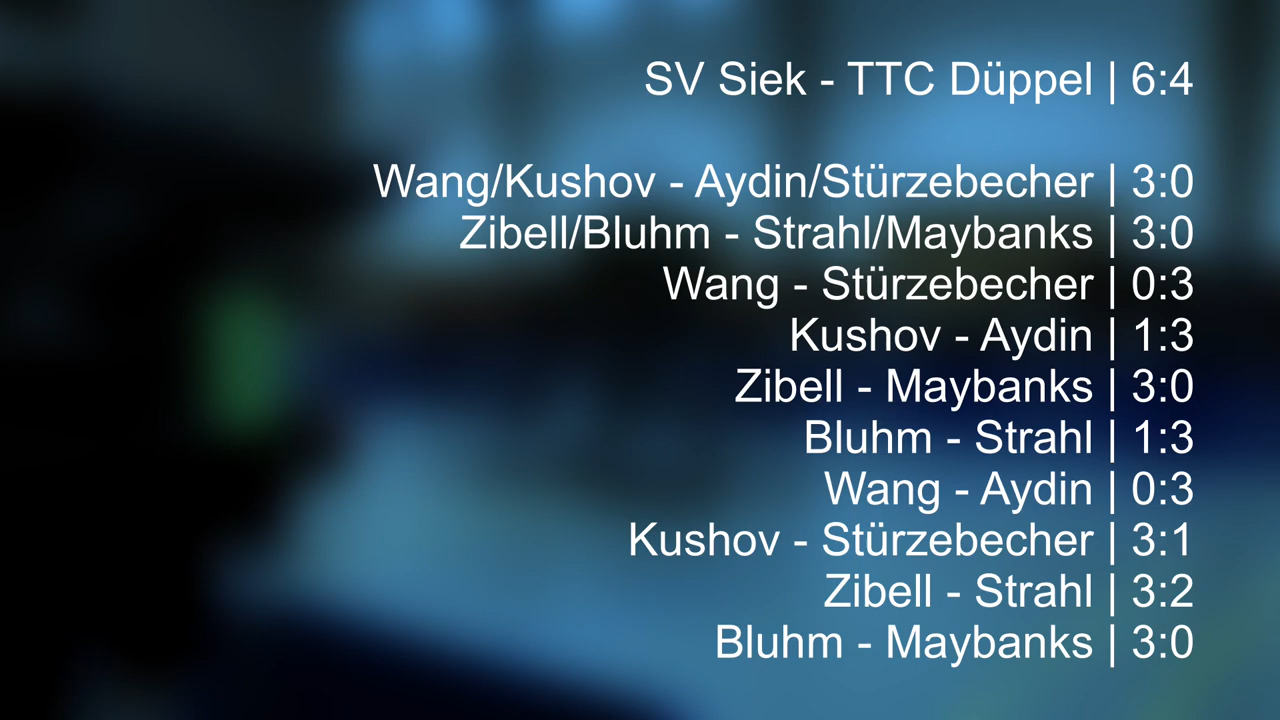 SV Siek - TTC Düppel | 6:4
Wang/Kushov - Aydin/Stürzebecher | 3:0
Zibell/Bluhm - Strahl/Maybanks | 3:0
Wang - Stürzebecher | 0:3
Kushov - Aydin | 1:3
Zibell - Maybanks | 3:0
Bluhm - Strahl | 1:3
Wang - Aydin | 0:3
Kushov - Stürzebecher | 3:1
Zibell - Strahl | 3:2
Bluhm - Maybanks | 3:0